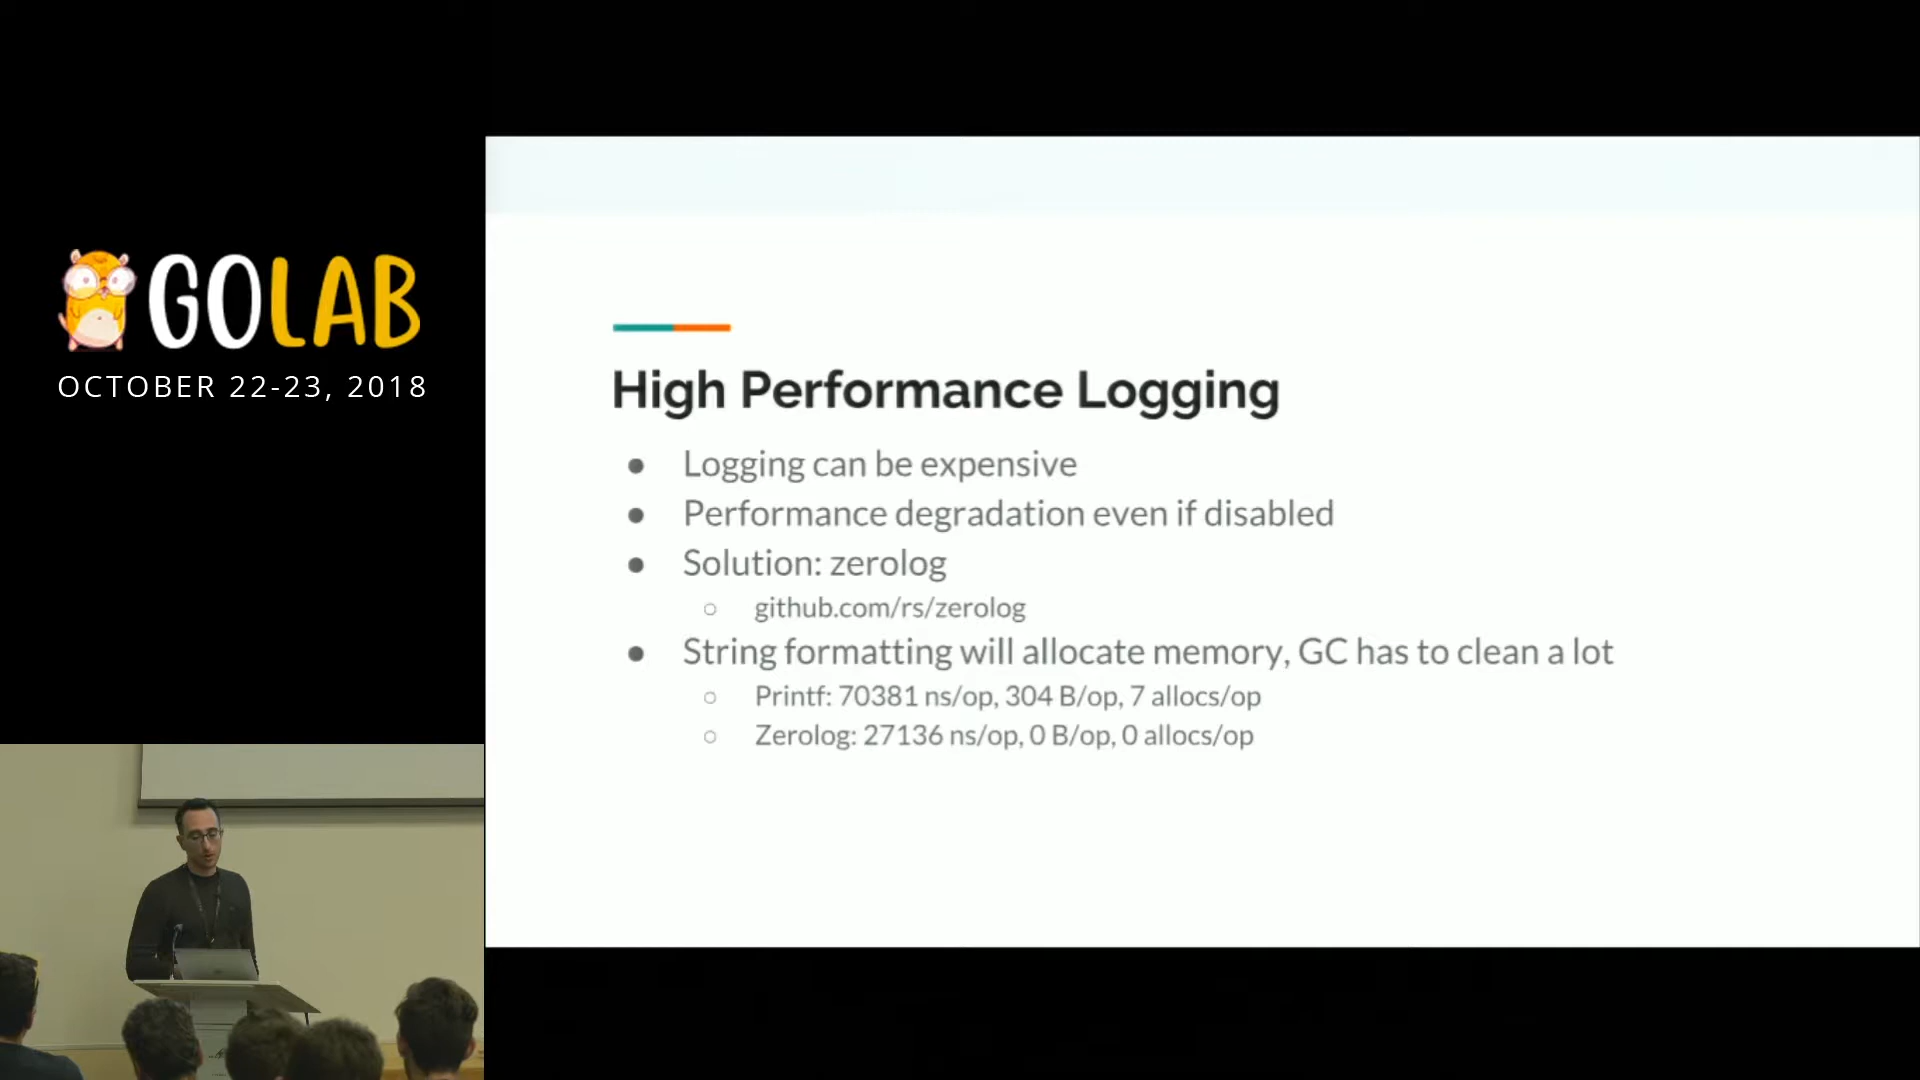 GOLAB
OCTOBER 22-23, 2018
High Performance Logging
● Logging can be expensive
● Performance degradation even if disabled
● Solution: zerolog
○ github.com/rs/zerolog
● String formatting will allocate memory, GC has to clean a lot
○ Printf: 70381 ns/op, 304 B/op, 7 allocs/op
○ Zerolog: 27136 ns/op, 0 B/op, 0 allocs/op